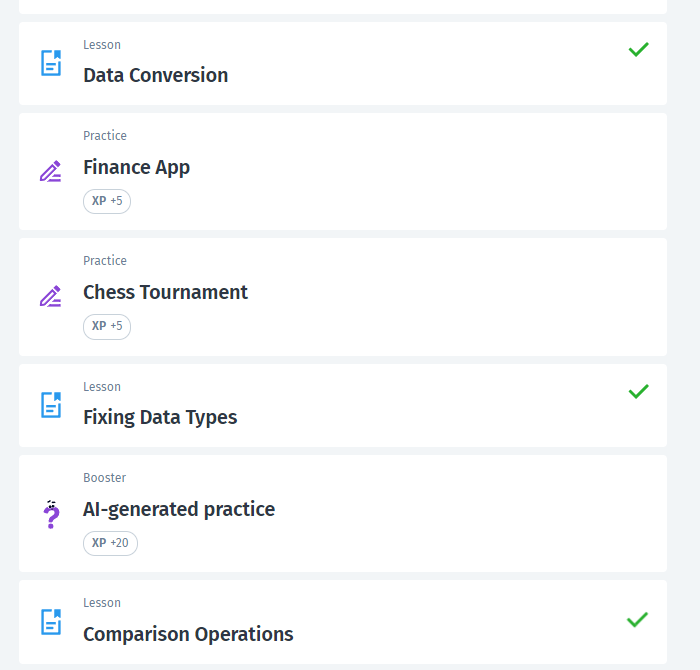 Lesson
Data Conversion
Practice
Finance App
XP +5
Practice
Chess Tournament
XP +5
Lesson
Fixing Data Types
Booster
AI-generated practice
XP +20
Lesson
Comparison Operations